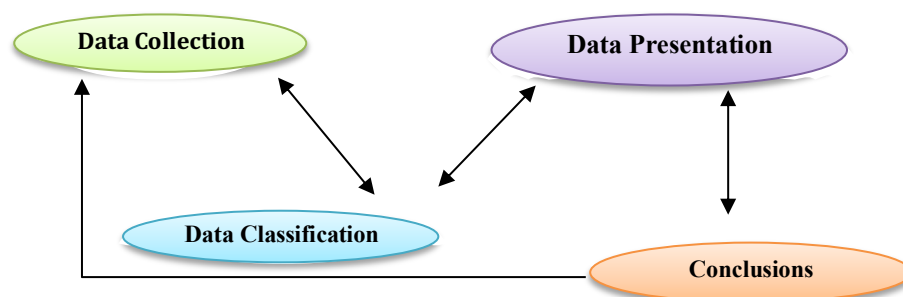 Data Collection
Data Presentation
Data Classification
Conclusions